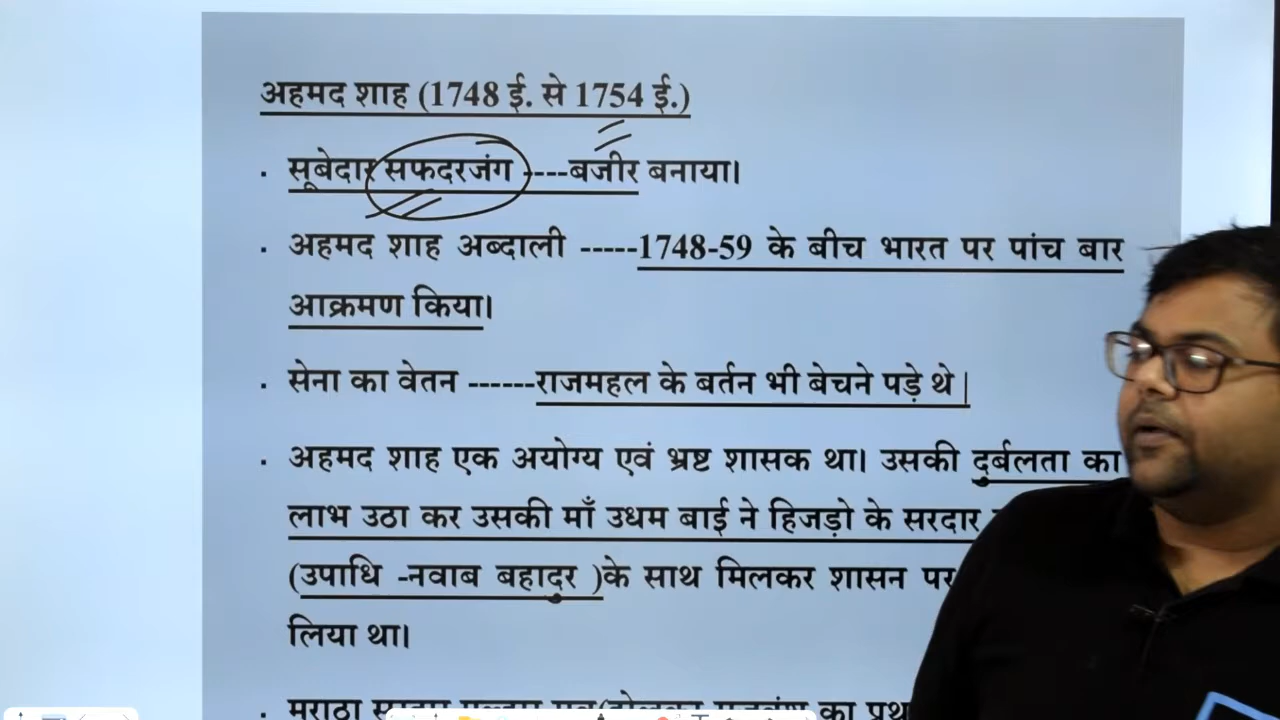 अहमद शाह (1748 ई. से 1754 ई.)
. सूबेदार सफदरजंग ----बजीर बनाया।
. अहमद शाह अब्दाली -----1748-59 के बीच भारत पर पांच बार
आक्रमण किया।
. सेना का वेतन ------राजमहल के बर्तन भी बेचने पड़े थे|
. अहमद शाह एक अयोग्य एवं भ्रष्ट शासक था। उसकी दुर्बलता का
लाभ उठा कर उसकी माँ उधम बाई ने हिजड़ो के सरदार
(उपाधि -नवाब बहादुर )के साथ मिलकर शासन पर
लिया था।
. मराठा का